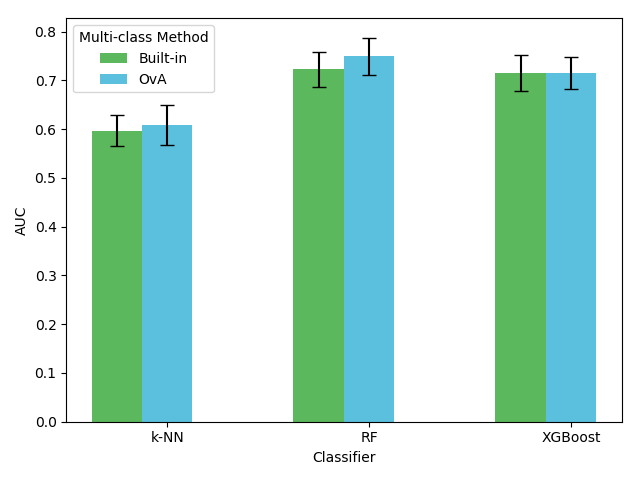 Multi-class Method
Built-in
OvA
AUC
0.8
0.7
0.6
0.5
0.4
0.3
0.2
0.1
0.0
k-NN
RF
XGBoost
Classifier